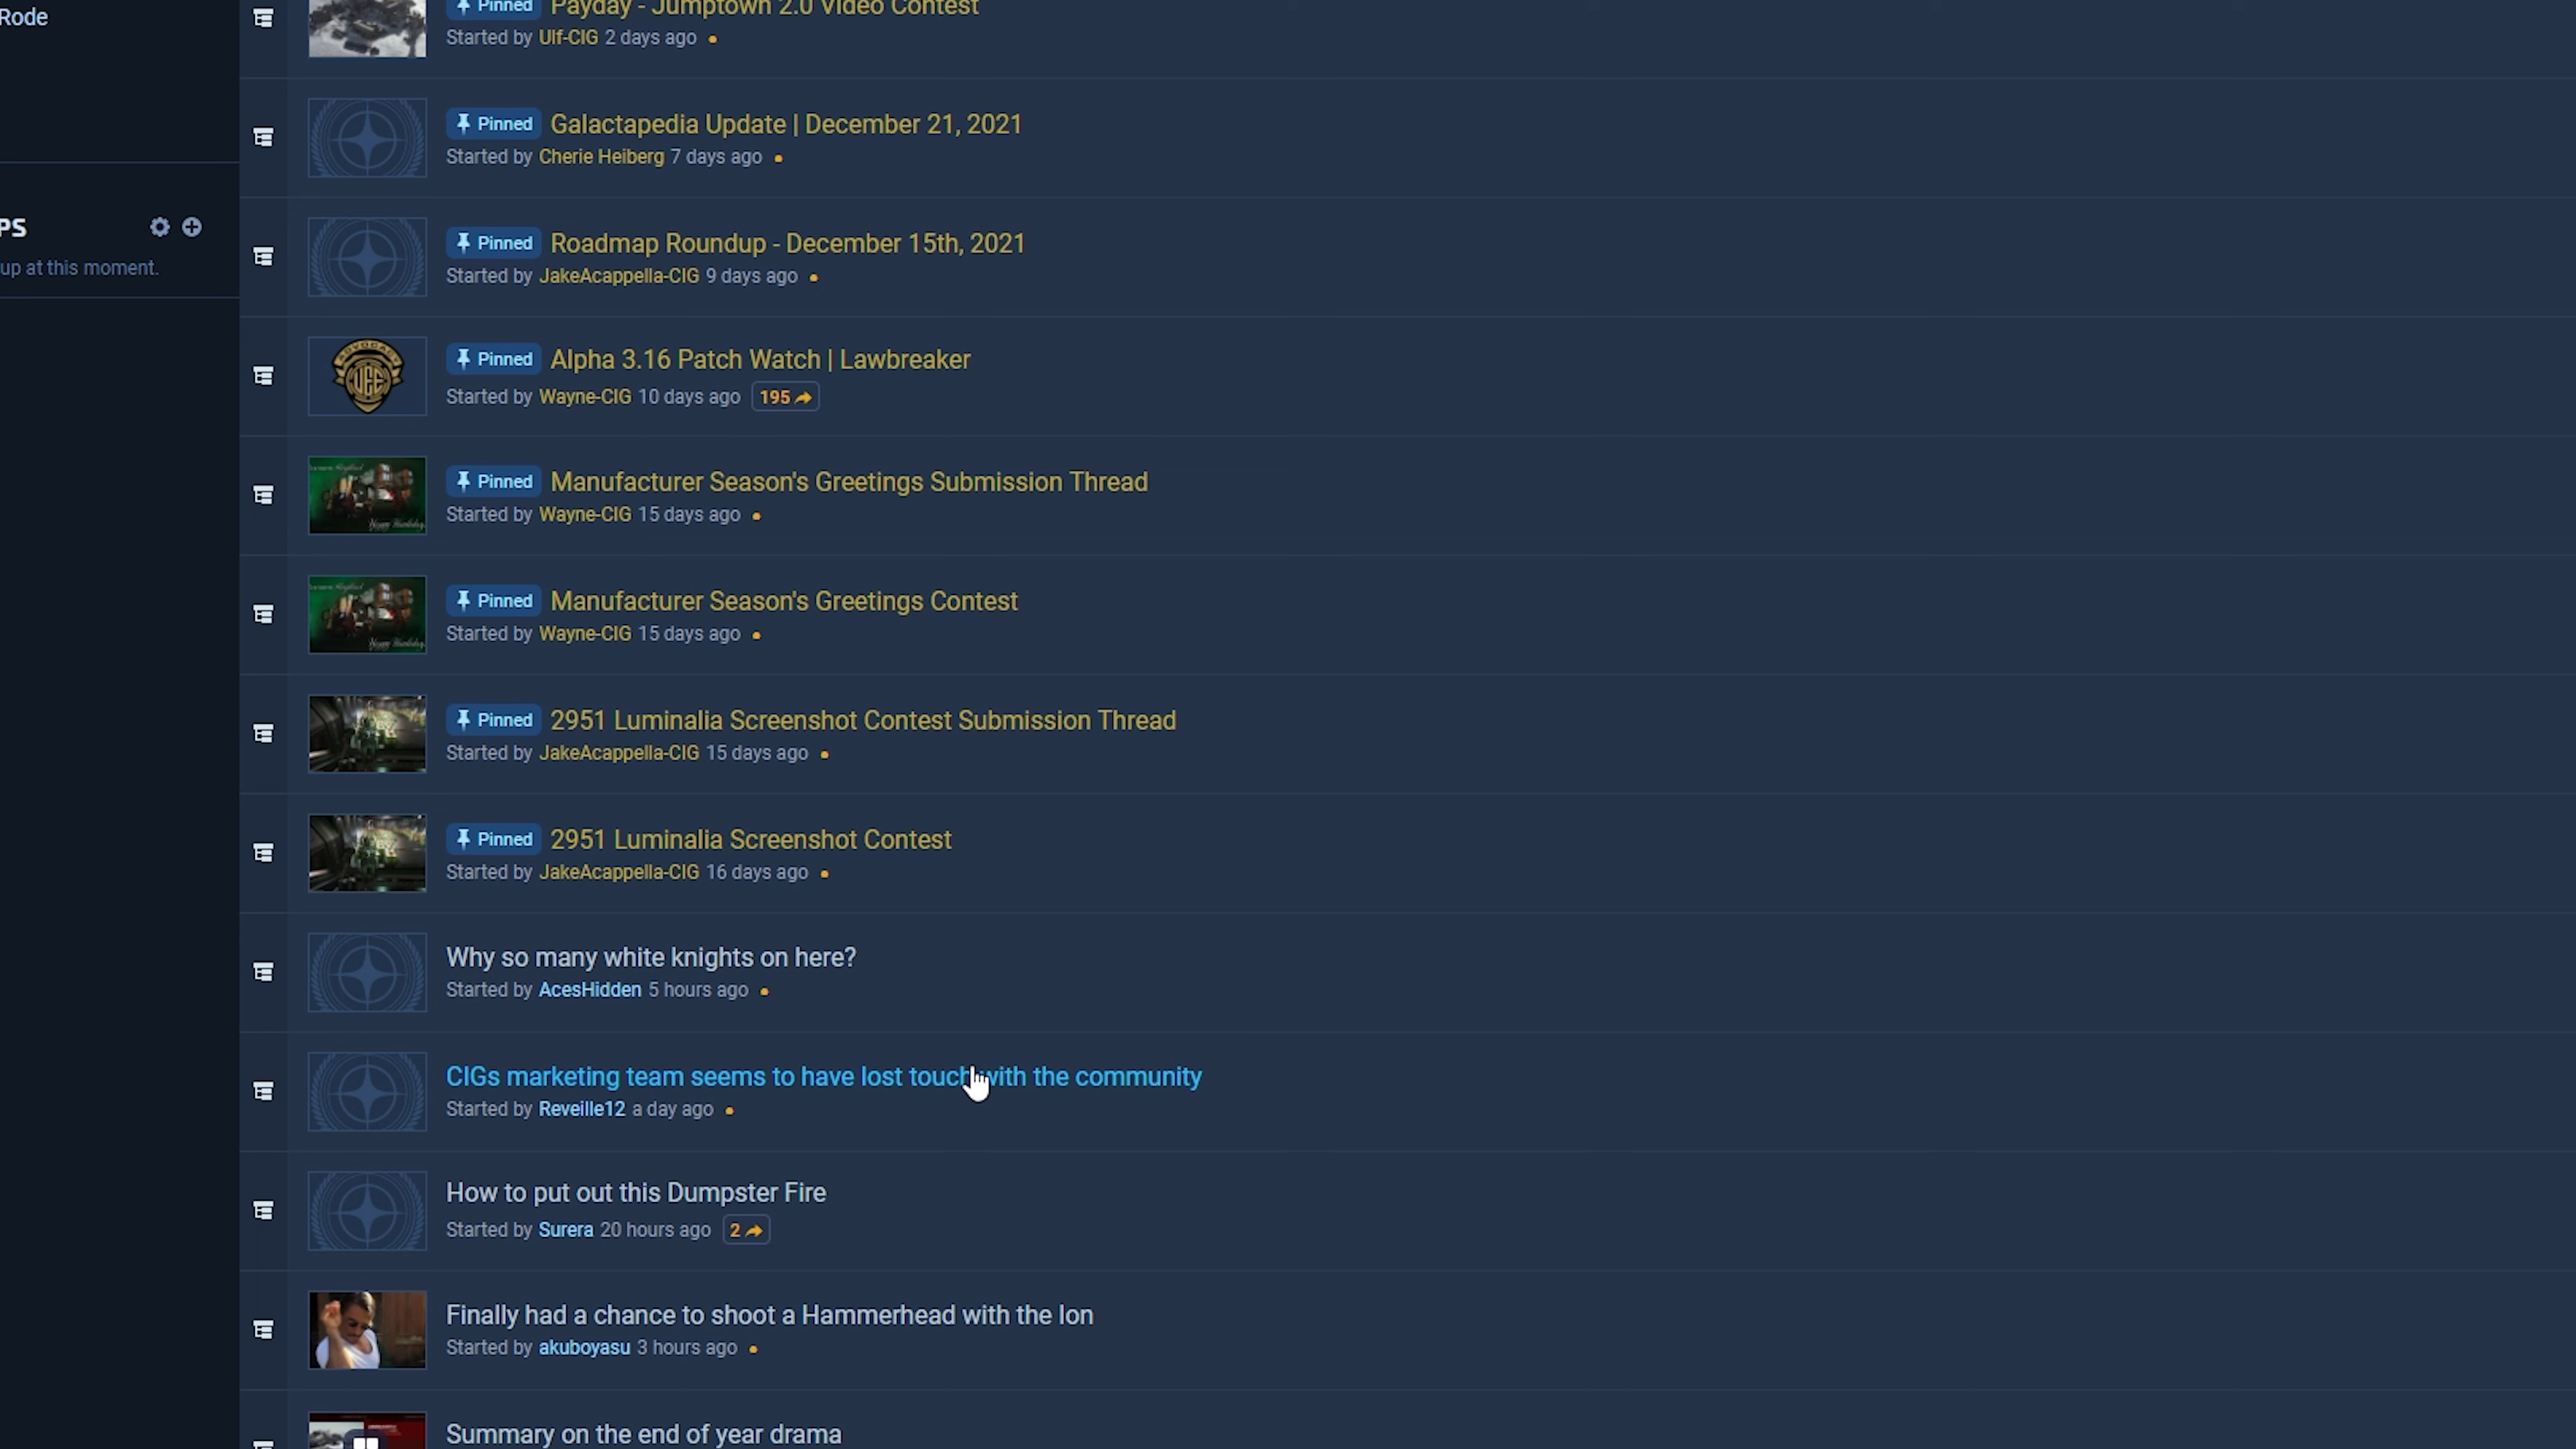 Rode
PS
up at this moment.
Pinned Payday - Jumptown 2.0 Video Contest
Started by Ulf-CIG 2 days ago
Pinned Galactapedia Update | December 21, 2021
Started by Cherie Heiberg 7 days ago
Pinned Roadmap Roundup - December 15th, 2021
Started by JakeAcappella-CIG 9 days ago
ADVOCACY
UEE
Pinned Alpha 3.16 Patch Watch | Lawbreaker
Started by Wayne-CIG 10 days ago 195
Pinned Manufacturer Season's Greetings Submission Thread
Started by Wayne-CIG 15 days ago
Pinned Manufacturer Season's Greetings Contest
Started by Wayne-CIG 15 days ago
Pinned 2951 Luminalia Screenshot Contest Submission Thread
Started by JakeAcappella-CIG 15 days ago
Pinned 2951 Luminalia Screenshot Contest
Started by JakeAcappella-CIG 16 days ago
Why so many white knights on here?
Started by AcesHidden 5 hours ago
CIGs marketing team seems to have lost touch with the community
Started by Reveille12 a day ago
How to put out this Dumpster Fire
Started by Surera 20 hours ago 2
Finally had a chance to shoot a Hammerhead with the Ion
Started by akuboyasu 3 hours ago
Summary on the end of year drama